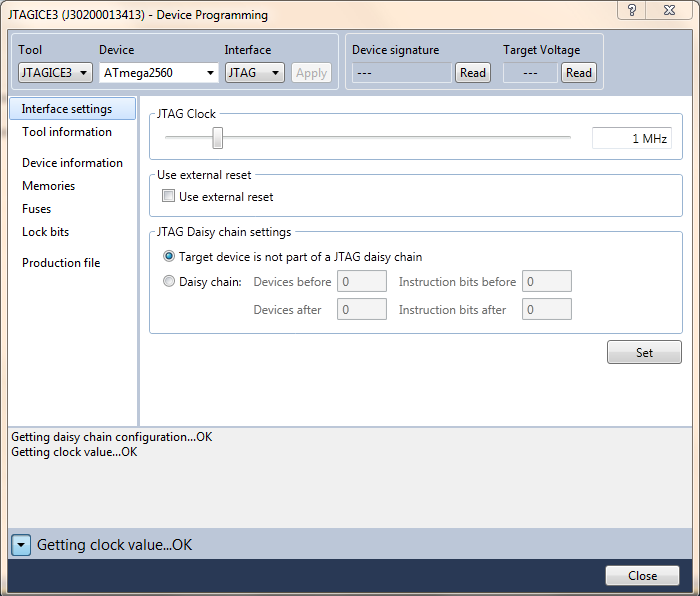 JTAGICE3 (J30200013413) - Device Programming
Tool Device Interface Device signature Target Voltage
JTAGICE3 ATmega2560 JTAG Apply --- Read --- Read
Interface settings
Tool information
Device information
Memories
Fuses
Lock bits
Production file
JTAG Clock
1 MHz
Use external reset
Use external reset
JTAG Daisy chain settings
Target device is not part of a JTAG daisy chain
Daisy chain: Devices before 0 Instruction bits before 0
Devices after 0 Instruction bits after 0
Set
Getting daisy chain configuration...OK
Getting clock value...OK
Getting clock value...OK
Close